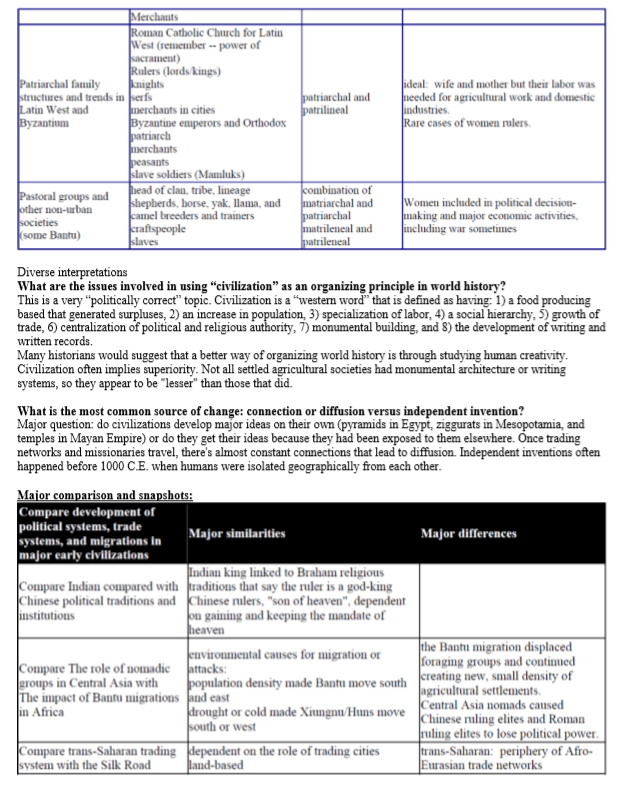 Merchants
Roman Catholic Church for Latin
West (remember -- power of
sacrament)
Rulers (lords/kings)
knights
serfs
merchants in cities
Byzantine emperors and Orthodox
patriarch
merchants
peasants
slave soldiers (Mamluks)
Patriarchal family
structures and trends in
Latin West and
Byzantium
patriarchal and
patrilineal
ideal: wife and mother but their labor was
needed for agricultural work and domestic
industries.
Rare cases of women rulers.
Pastoral groups and
other non-urban
societies
(some Bantu)
head of clan, tribe, lineage
shepherds, horse, yak, llama, and
camel breeders and trainers
craftspeople
slaves
combination of
matriarchal and
patriarchal
matrileneal and
patrileneal
Women included in political decision-
making and major economic activities,
including war sometimes
Diverse interpretations
What are the issues involved in using “civilization” as an organizing principle in world history?
This is a very “politically correct” topic. Civilization is a “western word” that is defined as having: 1) a food producing
based that generated surpluses, 2) an increase in population, 3) specialization of labor, 4) a social hierarchy, 5) growth of
trade, 6) centralization of political and religious authority, 7) monumental building, and 8) the development of writing and
written records.
Many historians would suggest that a better way of organizing world history is through studying human creativity.
Civilization often implies superiority. Not all settled agricultural societies had monumental architecture or writing
systems, so they appear to be "lesser" than those that did.
What is the most common source of change: connection or diffusion versus independent invention?
Major question: do civilizations develop major ideas on their own (pyramids in Egypt, ziggurats in Mesopotamia, and
temples in Mayan Empire) or do they get their ideas because they had been exposed to them elsewhere. Once trading
networks and missionaries travel, there's almost constant connections that lead to diffusion. Independent inventions often
happened before 1000 C.E. when humans were isolated geographically from each other.
Major comparison and snapshots:
Compare development of
political systems, trade
systems, and migrations in
major early civilizations
Major similarities
Major differences
Compare Indian compared with
Chinese political traditions and
institutions
Indian king linked to Braham religious
traditions that say the ruler is a god-king
Chinese rulers, "son of heaven", dependent
on gaining and keeping the mandate of
heaven
Compare The role of nomadic
groups in Central Asia with
The impact of Bantu migrations
in Africa
environmental causes for migration or
attacks:
population density made Bantu move south
and east
drought or cold made Xiungnu/Huns move
south or west
the Bantu migration displaced
foraging groups and continued
creating new, small density of
agricultural settlements.
Central Asia nomads caused
Chinese ruling elites and Roman
ruling elites to lose political power.
Compare trans-Saharan trading
system with the Silk Road
dependent on the role of trading cities
land-based
trans-Saharan: periphery of Afro-
Eurasian trade networks